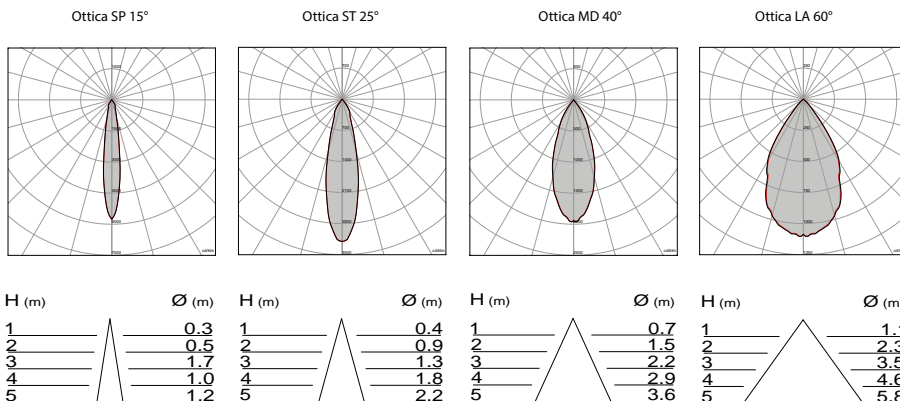 Ottica SP 15°
Ottica ST 25°
Ottica MD 40°
Ottica LA 60°
H (m) Ø (m)
1 0.3
2 0.5
3 1.7
4 1.0
5 1.2
H (m) Ø (m)
1 0.4
2 0.9
3 1.3
4 1.8
5 2.2
H (m) Ø (m)
1 0.7
2 1.5
3 2.2
4 2.9
5 3.6
H (m) Ø (m
1 1.1
2 2.3
3 3.5
4 4.6
5 5.8